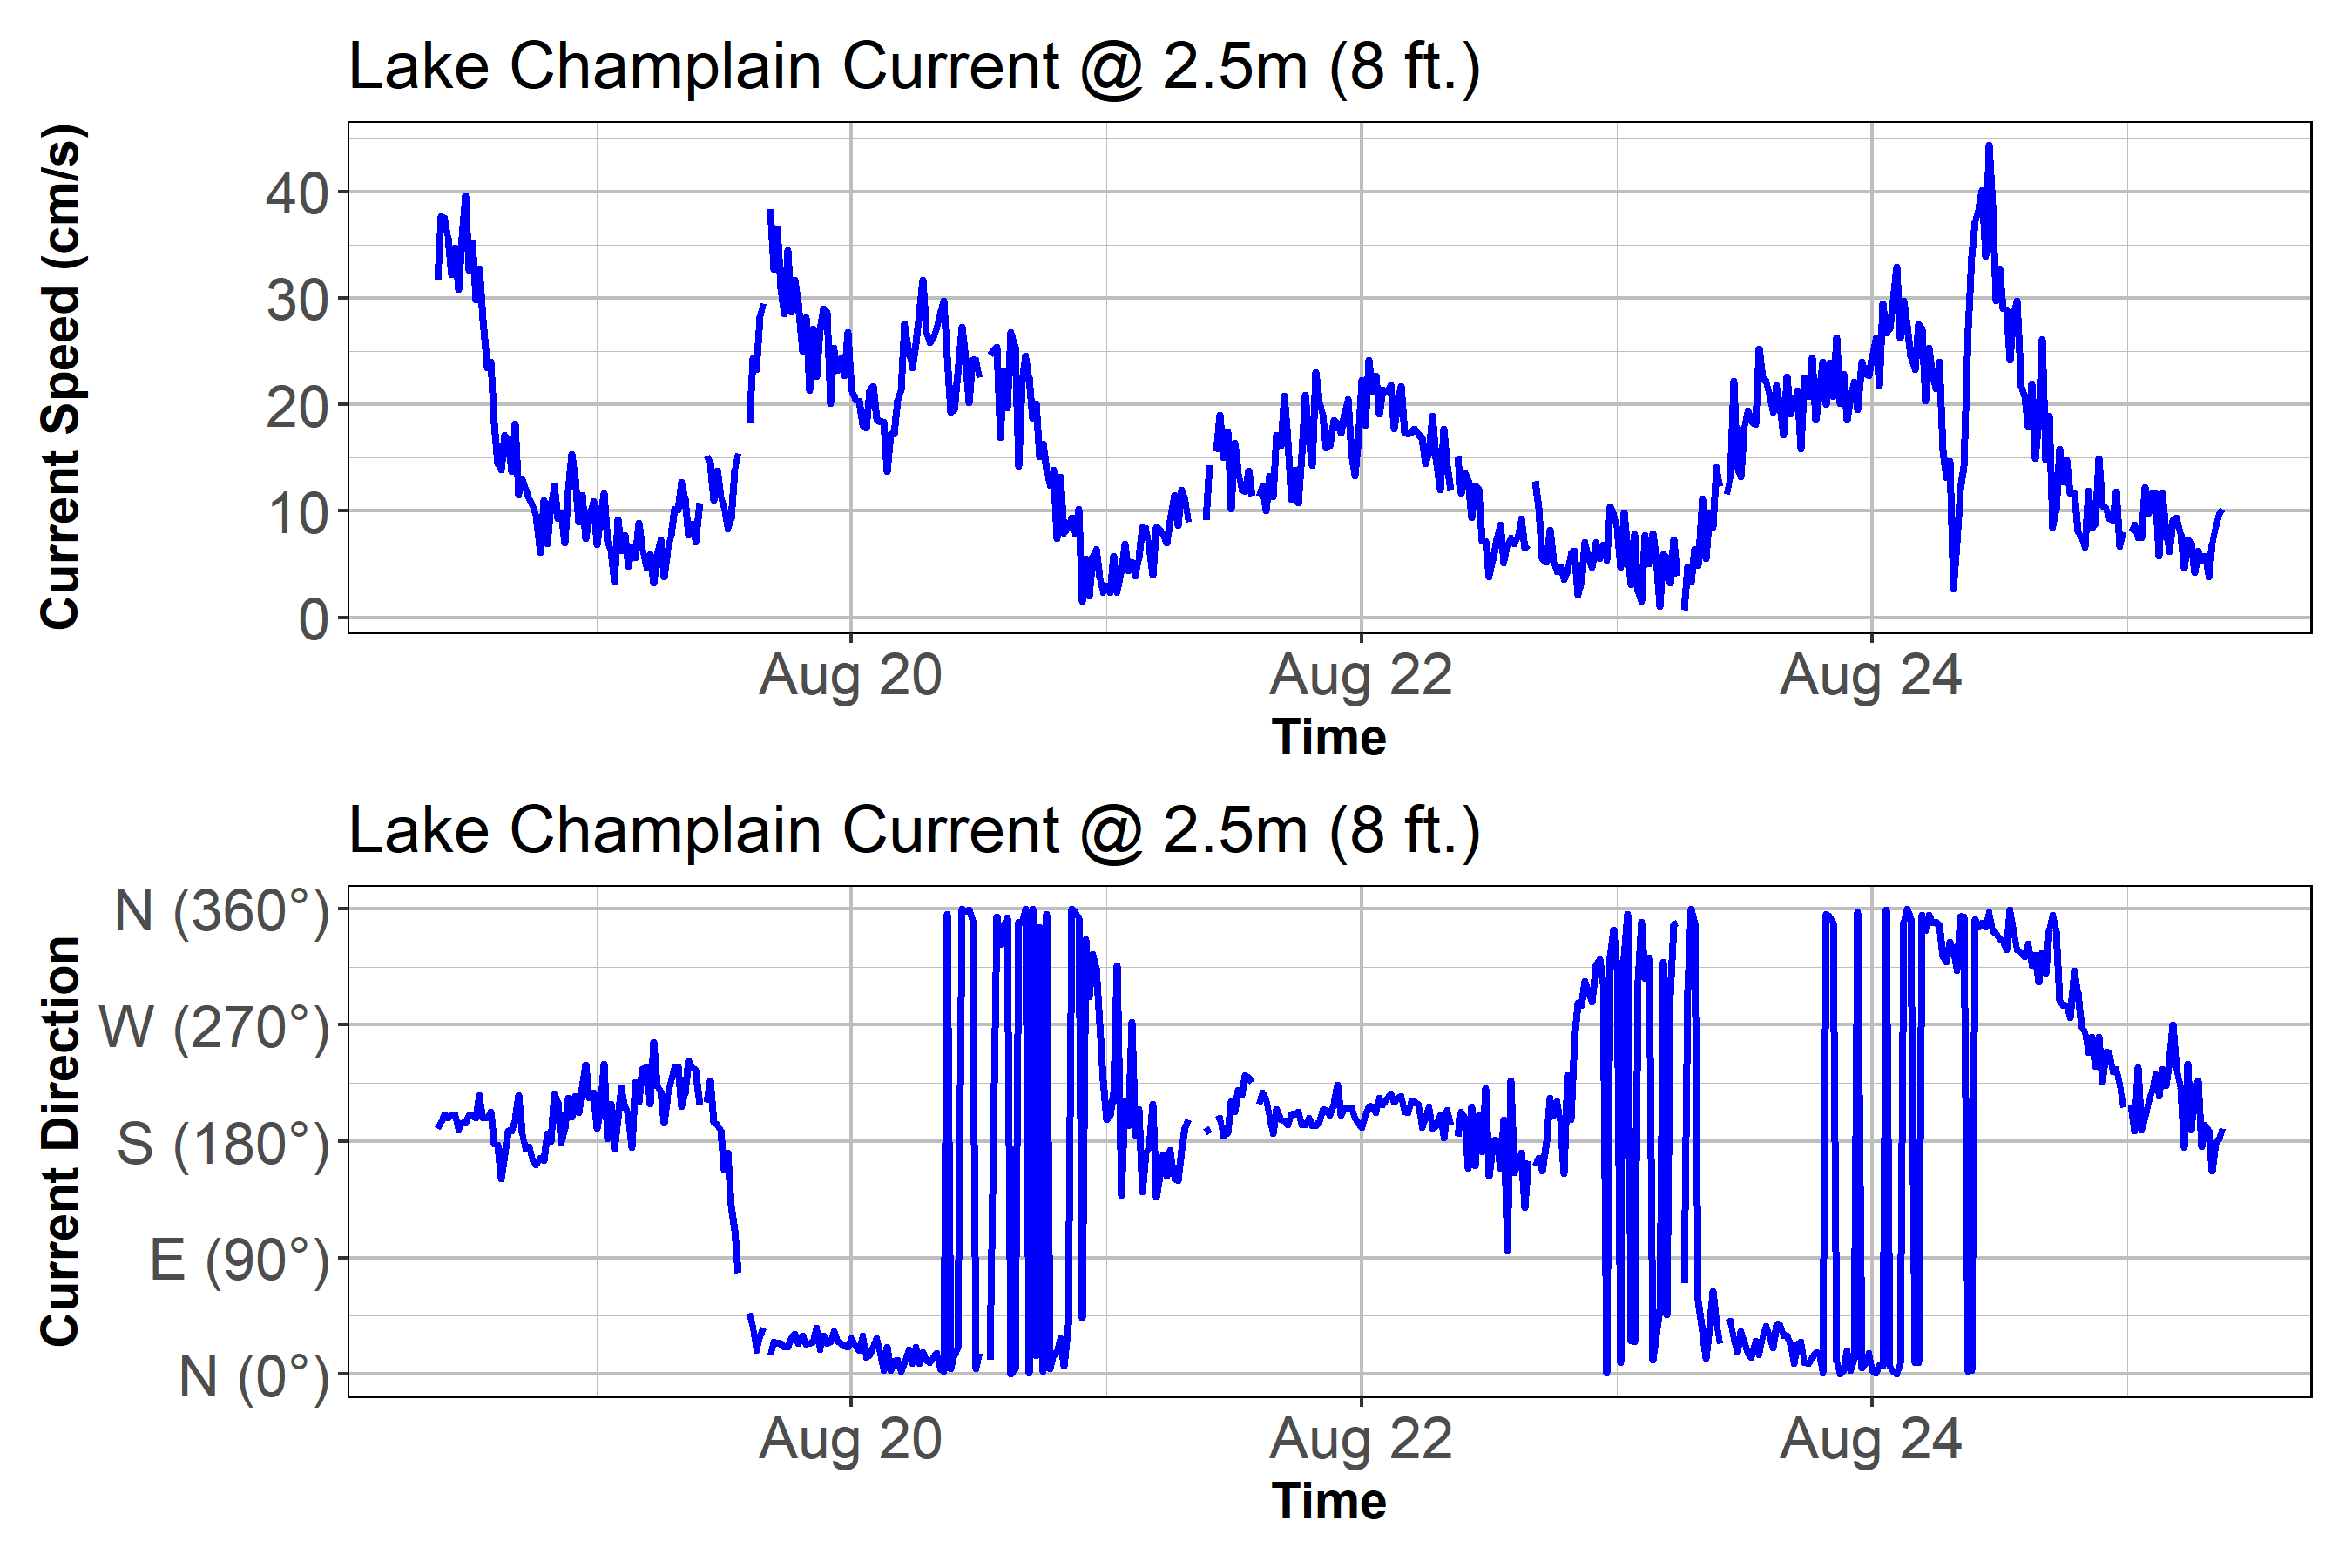 Lake Champlain Current @ 2.5m (8 ft.)
Current Speed (cm/s)
40
30
20
10
0
Aug 20 Aug 22 Aug 24
Time
Lake Champlain Current @ 2.5m (8 ft.)
Current Direction
N (360°)
W (270°)
S (180°)
E (90°)
N (0°)
Aug 20 Aug 22 Aug 24
Time